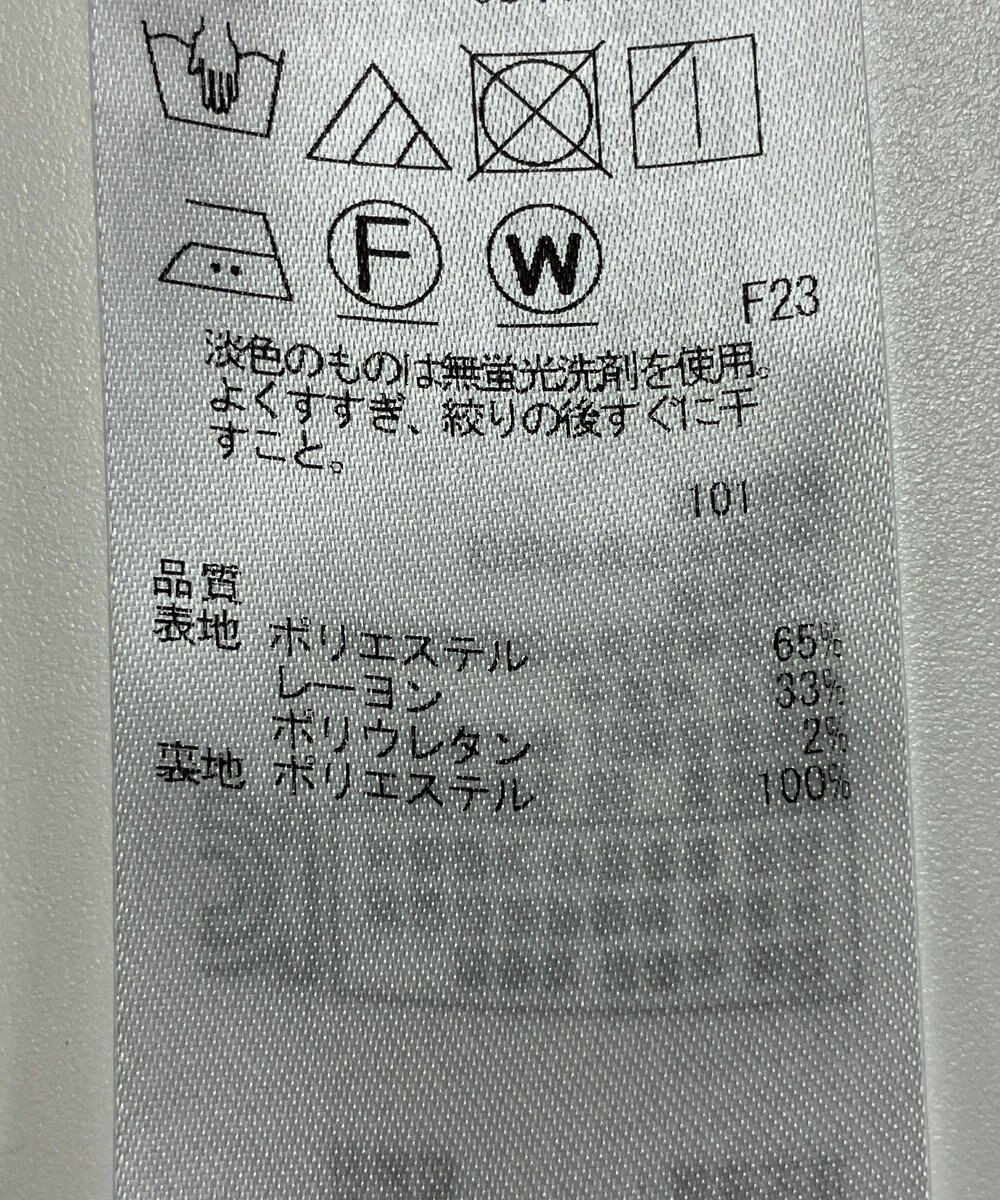 F W
F23
淡色のものは無蛍光洗剤を使用。
よくすすぎ、絞りの後すぐに干
すこと。
101
品質
表地 ポリエステル 65%
レーヨン 33%
ポリウレタン 2%
裏地 ポリエステル 100%